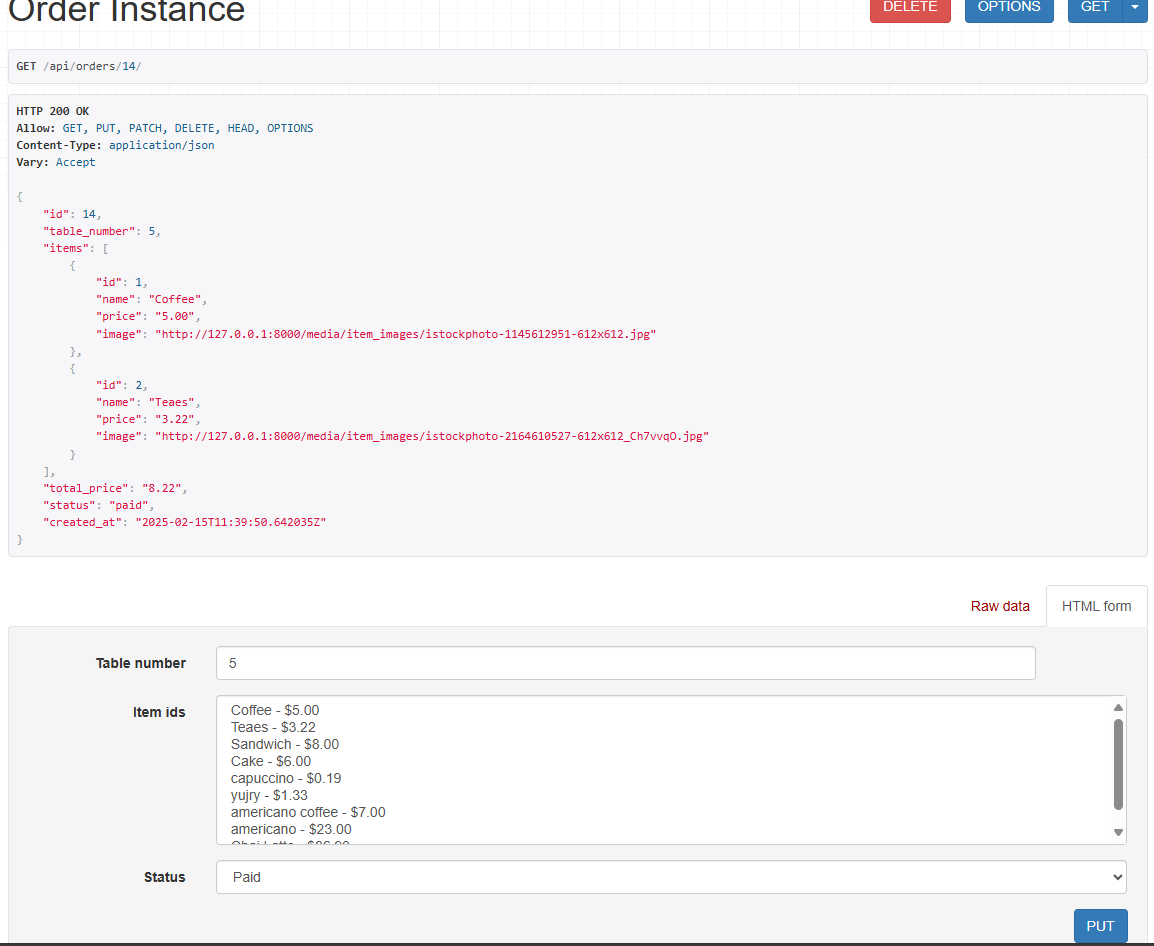 Order Instance
DELETE
OPTIONS
GET
GET /api/orders/14/
HTTP 200 OK
Allow: GET, PUT, PATCH, DELETE, HEAD, OPTIONS
Content-Type: application/json
Vary: Accept
{
"id": 14,
"table_number": 5,
"items": [
{
"id": 1,
"name": "Coffee",
"price": "5.00",
"image": "http://127.0.0.1:8000/media/item_images/istockphoto-1145612951-612x612.jpg"
},
{
"id": 2,
"name": "Teaes",
"price": "3.22",
"image": "http://127.0.0.1:8000/media/item_images/istockphoto-2164610527-612x612_Ch7vvqO.jpg"
}
],
"total_price": "8.22",
"status": "paid",
"created_at": "2025-02-15T11:39:50.642035Z"
}
Raw data
HTML form
Table number
5
Item ids
Coffee - $5.00
Teaes - $3.22
Sandwich - $8.00
Cake - $6.00
capuccino - $0.19
yujry - $1.33
americano coffee - $7.00
americano - $23.00
Status
Paid
PUT